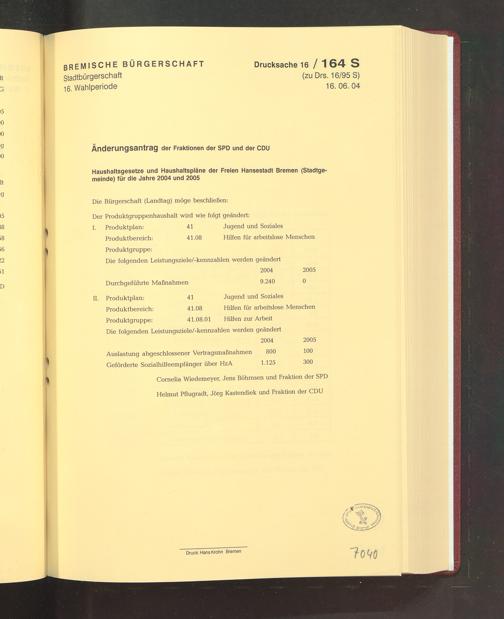 BREMISCHE BÜRGERSCHAFT
Stadtbürgerschaft
16. Wahlperiode
Drucksache 16 / 164 S
(zu Drs. 16/95 S)
16. 06. 04
Änderungsantrag der Fraktionen der SPD und der CDU
Haushaltsgesetze und Haushaltspläne der Freien Hansestadt Bremen (Stadtge-
meinde) für die Jahre 2004 und 2005
Die Bürgerschaft (Landtag) möge beschließen:
Der Produktgruppenhaushalt wird wie folgt geändert:
I. Produktplan: 41 Jugend und Soziales
Produktbereich: 41.08 Hilfen für arbeitslose Menschen
Produktgruppe:
Die folgenden Leistungsziele/-kennzahlen werden geändert
2004 2005
Durchgeführte Maßnahmen 9.240 0
II. Produktplan: 41 Jugend und Soziales
Produktbereich: 41.08 Hilfen für arbeitslose Menschen
Produktgruppe: 41.08.01 Hilfen zur Arbeit
Die folgenden Leistungsziele/-kennzahlen werden geändert
2004 2005
Auslastung abgeschlossener Vertragsmaßnahmen 800 100
Geförderte Sozialhilfeempfänger über HzA 1.125 300
Cornelia Wiedemeyer, Jens Böhrnsen und Fraktion der SPD
Helmut Pflugradt, Jörg Kastendiek und Fraktion der CDU
Druck: Hans Krohn Bremen
7040